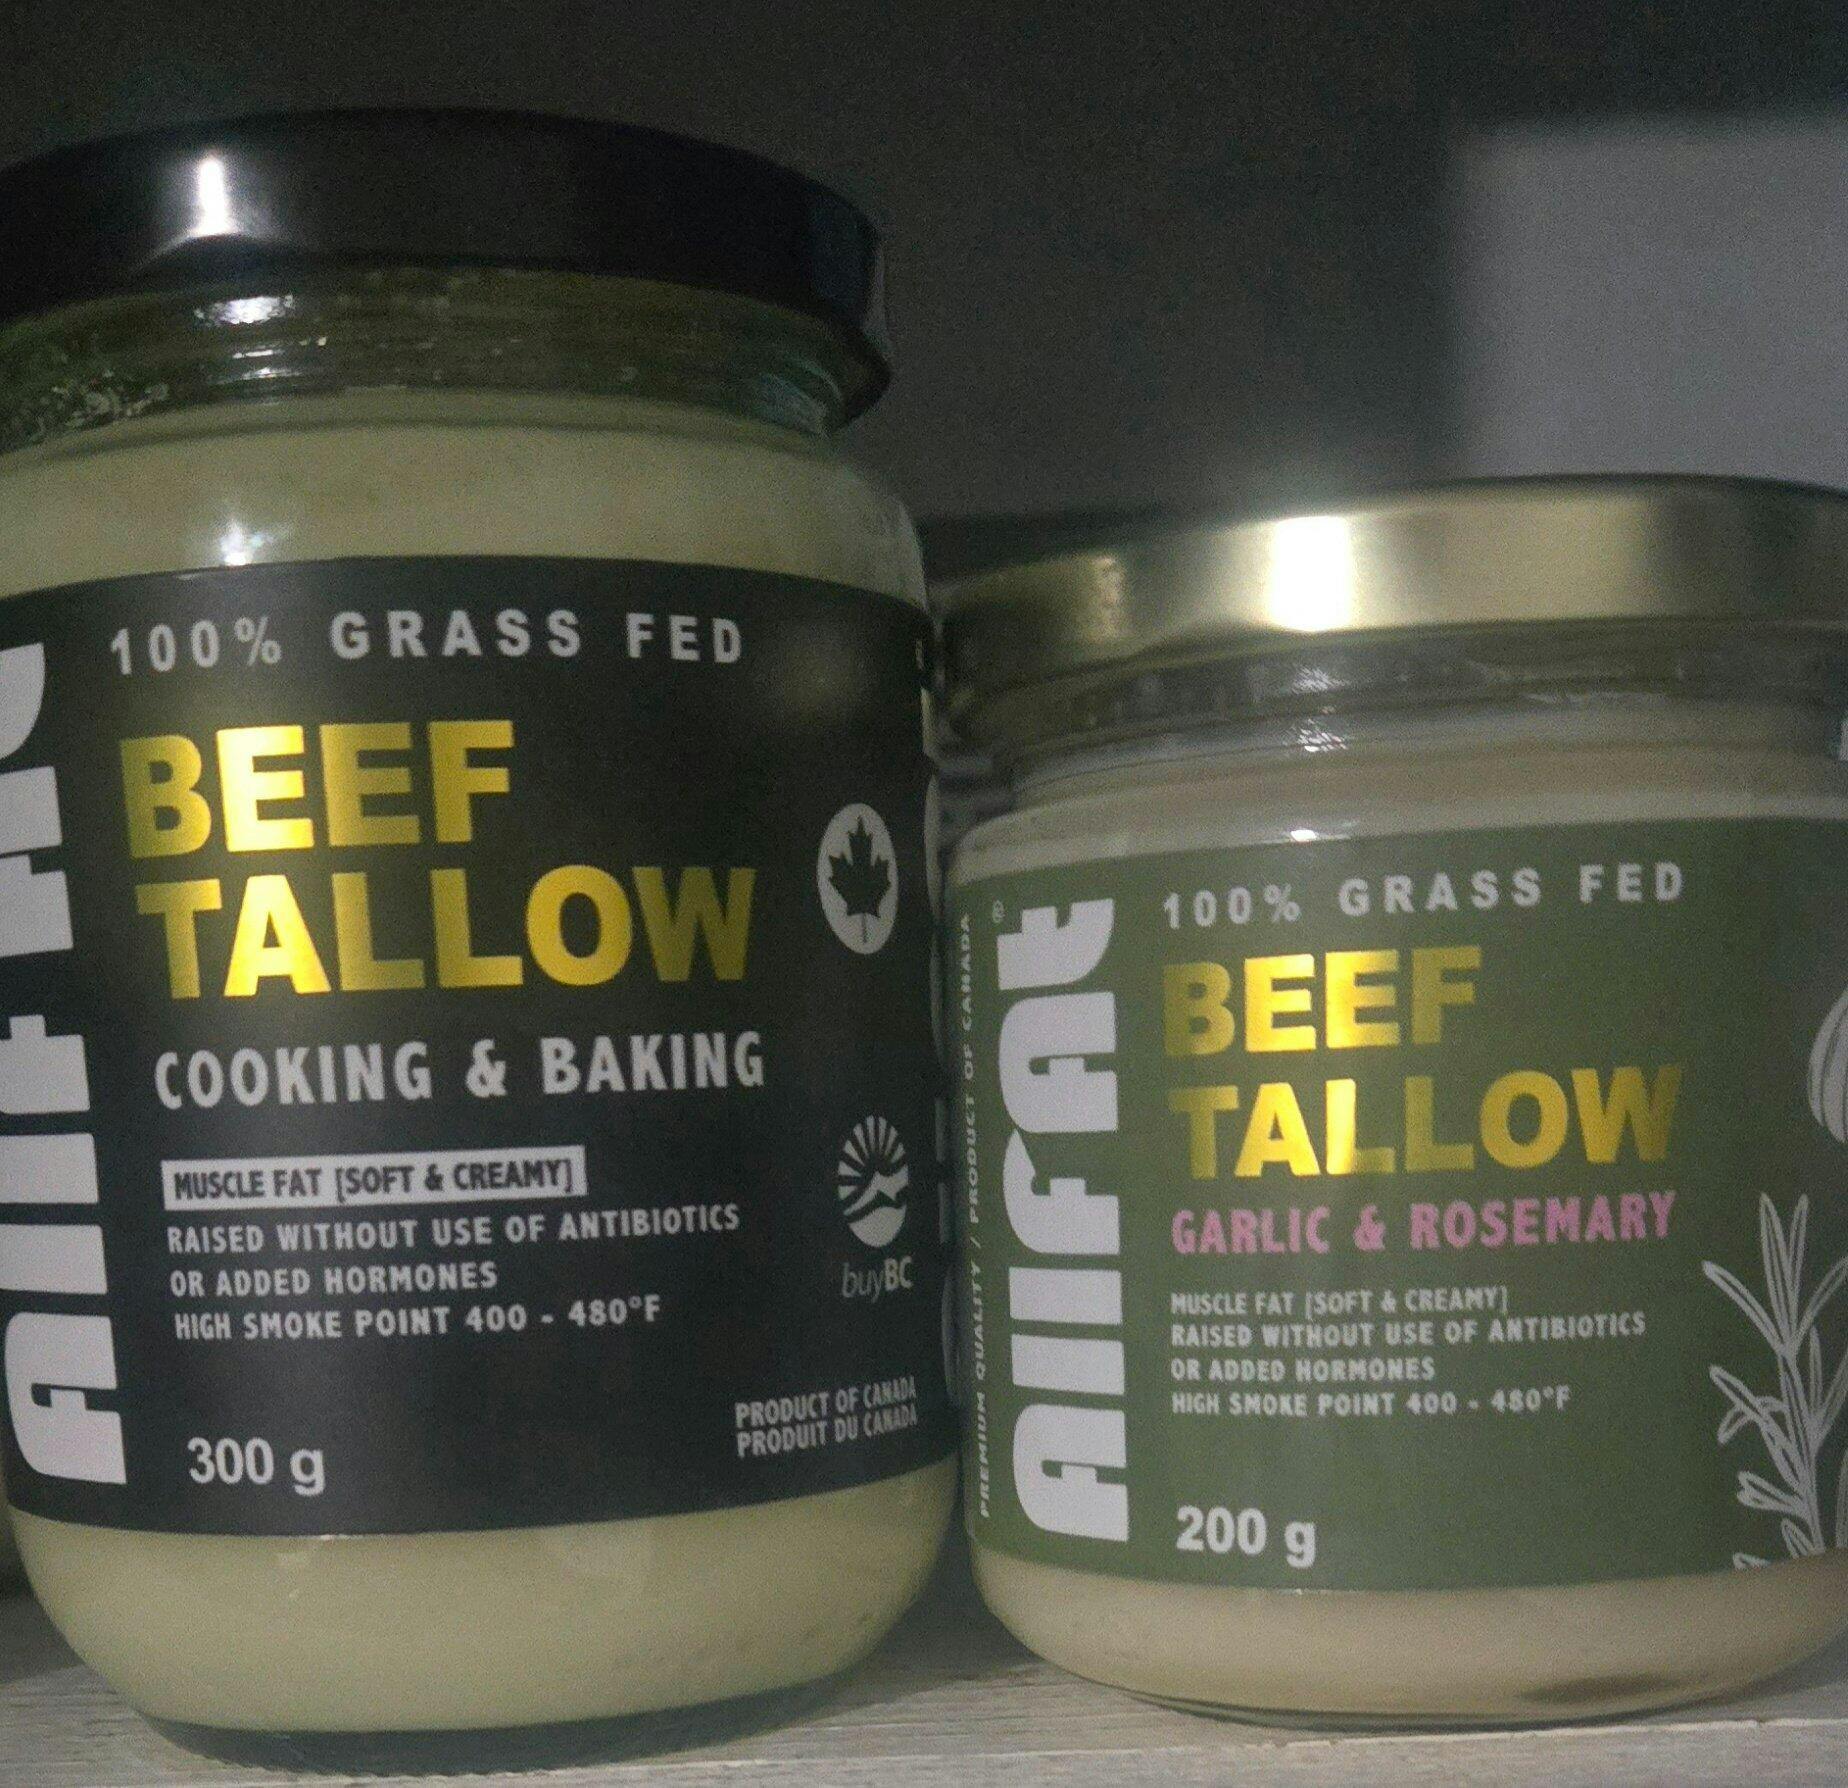 100% GRASS FED
BEEF
TALLOW
COOKING & BAKING
MUSCLE FAT [SOFT & CREAMY]
RAISED WITHOUT USE OF ANTIBIOTICS
OR ADDED HORMONES
HIGH SMOKE POINT 400 - 480°F
300 g
buyBC
PRODUCT OF CANADA
PRODUIT DU CANADA
PREMIUM QUALITY / PRODUCT OF CANADA
AllFAt®
100% GRASS FED
BEEF
TALLOW
GARLIC & ROSEMARY
MUSCLE FAT [SOFT & CREAMY]
RAISED WITHOUT USE OF ANTIBIOTICS
OR ADDED HORMONES
HIGH SMOKE POINT 400 - 480°F
200 g